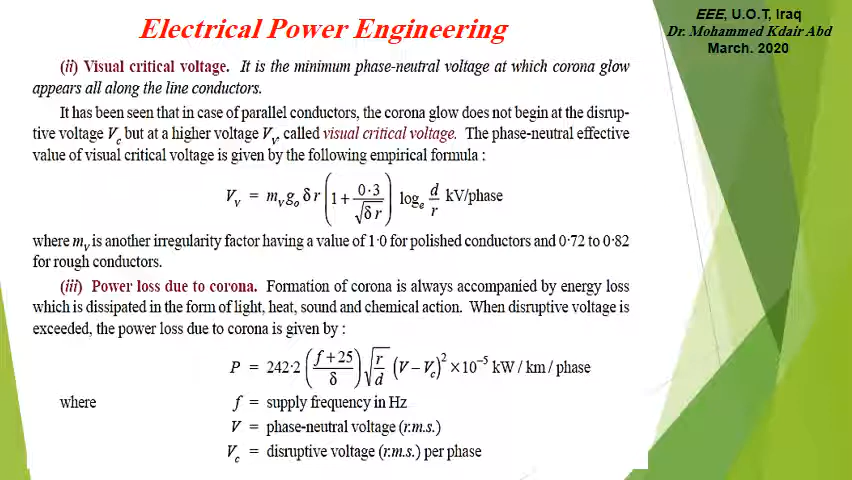 Electrical Power Engineering
EEE, U.O.T, Iraq
Dr. Mohammed Kdair Abd
March. 2020
(ii) Visual critical voltage. It is the minimum phase-neutral voltage at which corona glow
appears all along the line conductors.
It has been seen that in case of parallel conductors, the corona glow does not begin at the disrup-
tive voltage Vc but at a higher voltage Vv, called visual critical voltage. The phase-neutral effective
value of visual critical voltage is given by the following empirical formula :
Vv = mv go δ r (1 + 0·3/√(δ r)) loge d/r kV/phase
where mv is another irregularity factor having a value of 1·0 for polished conductors and 0·72 to 0·82
for rough conductors.
(iii) Power loss due to corona. Formation of corona is always accompanied by energy loss
which is dissipated in the form of light, heat, sound and chemical action. When disruptive voltage is
exceeded, the power loss due to corona is given by :
P = 242·2 ((f + 25)/δ) √(r/d) (V – Vc)² × 10⁻⁵ kW / km / phase
where f = supply frequency in Hz
V = phase-neutral voltage (r.m.s.)
Vc = disruptive voltage (r.m.s.) per phase